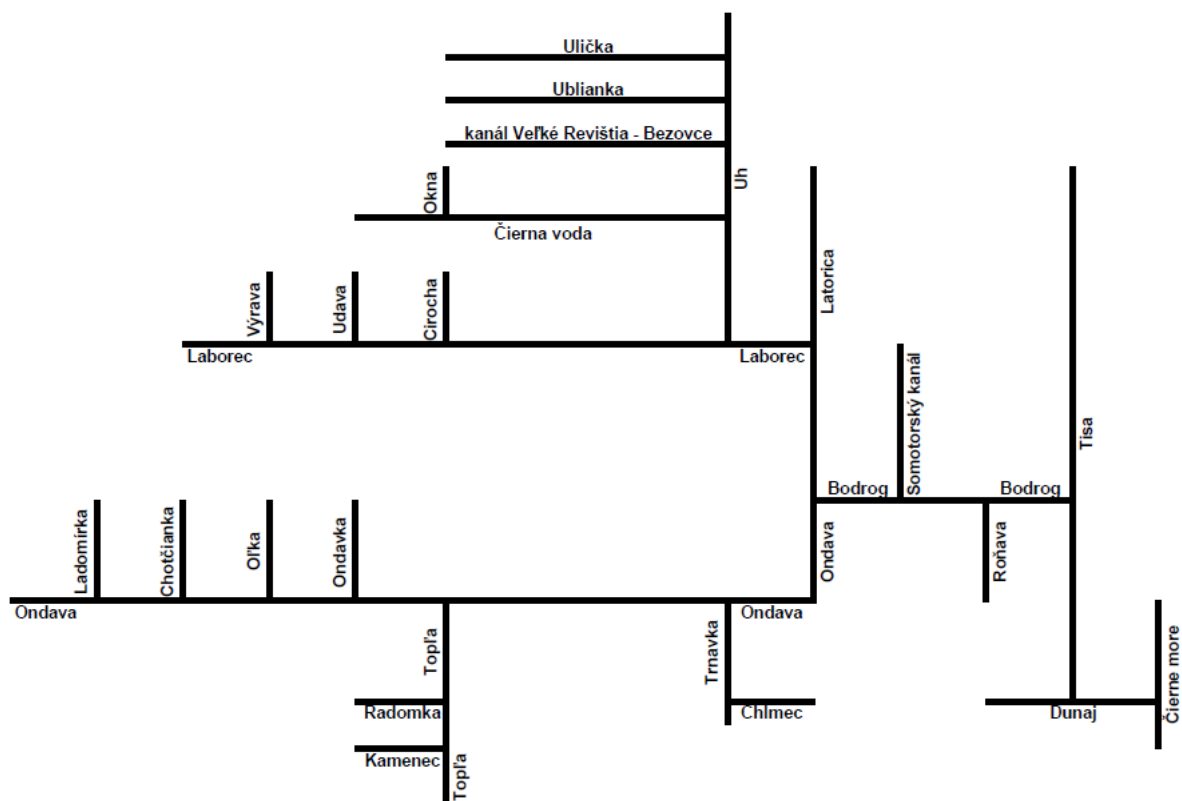 Ulička
Ublianka
kanál Veľké Revištia - Bezovce
Uh
Okna
Čierna voda
Latorica
Tisa
Výrava
Udava
Cirocha
Laborec
Laborec
Somotorský kanál
Bodrog
Bodrog
Ladomírka
Chotčianka
Oľka
Ondavka
Ondava
Roňava
Ondava
Ondava
Topľa
Trnavka
Čierne more
Radomka
Chlmec
Dunaj
Kamenec
Topľa